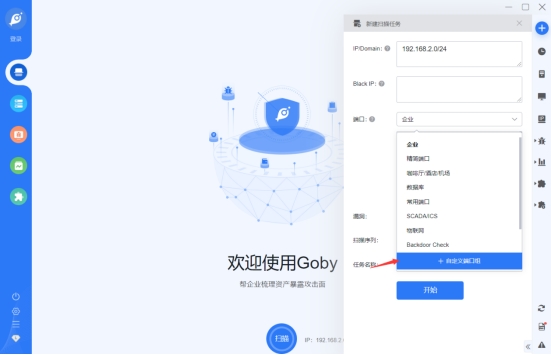 登录
新建扫描任务
IP/Domain:
192.168.2.0/24
Black IP:
端口:
企业
企业
精简端口
咖啡厅/酒店/机场
数据库
常用端口
SCADA/ICS
物联网
Backdoor Check
+ 自定义端口组
漏洞:
扫描序列:
任务名称:
开始
欢迎使用Goby
帮企业梳理资产暴露攻击面
扫描
IP: 192.168.2